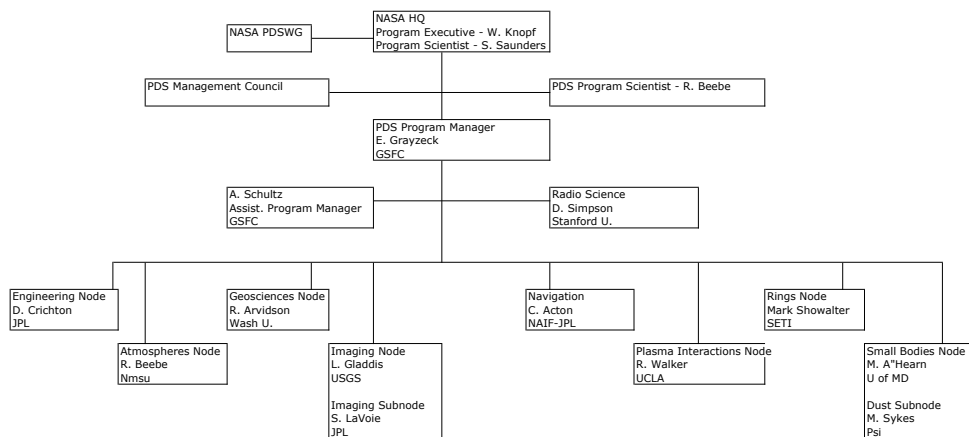 NASA HQ
Program Executive - W. Knopf
Program Scientist - S. Saunders
NASA PDSWG
PDS Management Council
PDS Program Scientist - R. Beebe
PDS Program Manager
E. Grayzeck
GSFC
A. Schultz
Assist. Program Manager
GSFC
Radio Science
D. Simpson
Stanford U.
Engineering Node
D. Crichton
JPL
Atmospheres Node
R. Beebe
Nmsu
Geosciences Node
R. Arvidson
Wash U.
Imaging Node
L. Gladdis
USGS
Imaging Subnode
S. LaVoie
JPL
Navigation
C. Acton
NAIF-JPL
Plasma Interactions Node
R. Walker
UCLA
Rings Node
Mark Showalter
SETI
Small Bodies Node
M. A"Hearn
U of MD
Dust Subnode
M. Sykes
Psi